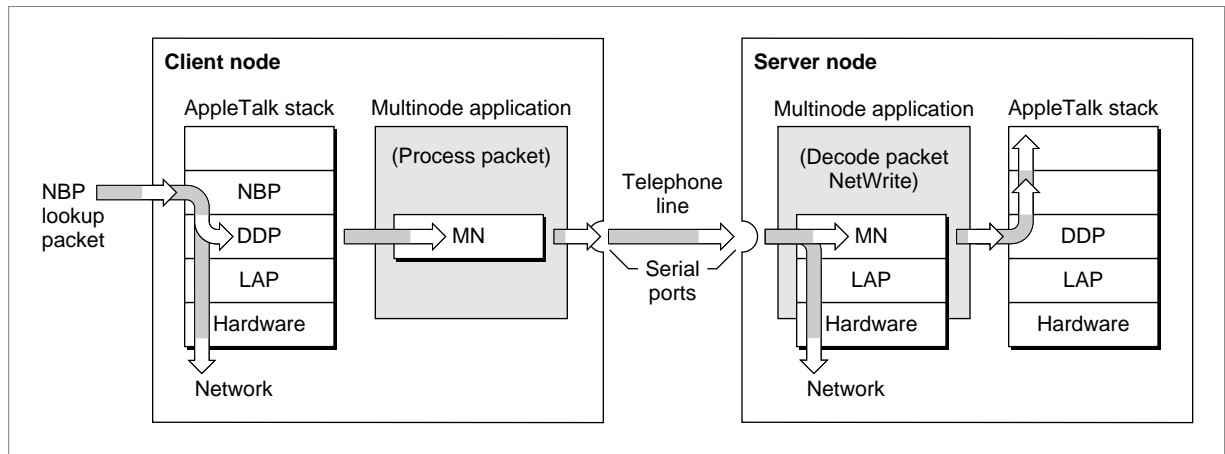 Client node
AppleTalk stack
Multinode application
(Process packet)
NBP
lookup
packet
NBP
DDP
LAP
Hardware
MN
Network
Telephone
line
Serial
ports
Server node
Multinode application
AppleTalk stack
(Decode packet
NetWrite)
MN
LAP
Hardware
DDP
LAP
Hardware
Network